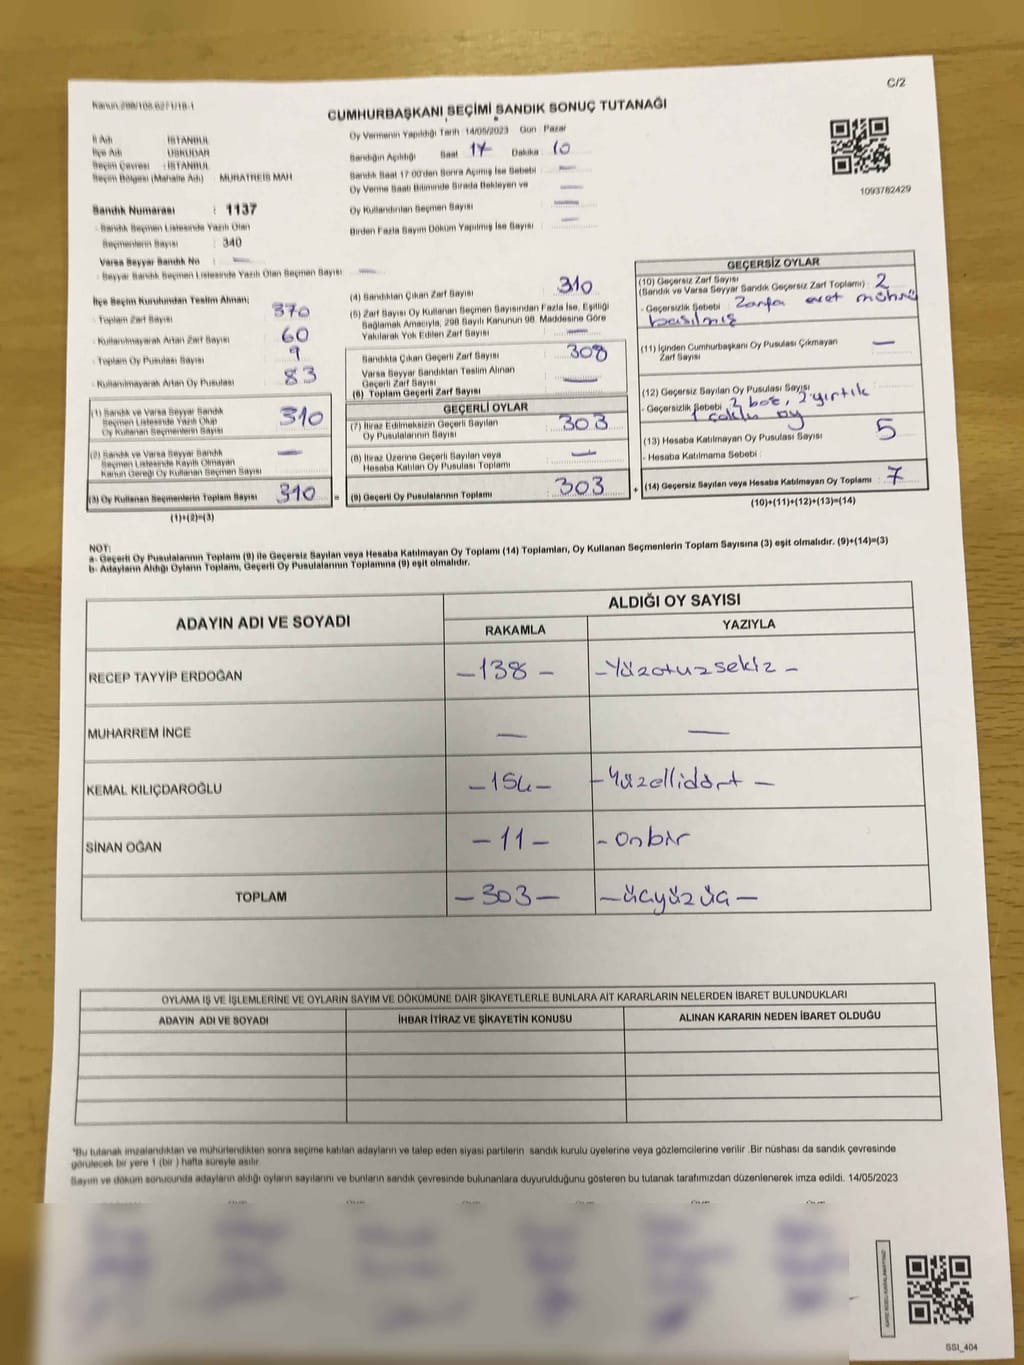 C/2
Kanun 298/105.6271/18-1
CUMHURBAŞKANI SEÇİMİ SANDIK SONUÇ TUTANAĞI
İl Adı İSTANBUL
İlçe Adı ÜSKÜDAR
Seçim Çevresi : İSTANBUL
Seçim Bölgesi (Mahalle Adı) : MURATREİS MAH
Sandık Numarası : 1137
- Sandık Seçmen Listesinde Yazılı Olan
Seçmenlerin Sayısı : 340
Varsa Seyyar Sandık No : —
- Seyyar Sandık Seçmen Listesinde Yazılı Olan Seçmen Sayısı : —
Oy Vermenin Yapıldığı Tarih 14/05/2023 Gün Pazar
Sandığın Açıldığı Saat 17 Dakika 10
Sandık Saat 17:00'den Sonra Açımış İse Sebebi : —
Oy Verme Saati Bitiminde Sırada Bekleyen ve —
Oy Kullandırılan Seçmen Sayısı : —
Birden Fazla Sayım Döküm Yapılmış İse Sayısı : —
1093782429
İlçe Seçim Kurulundan Teslim Alınan;
- Toplam Zarf Sayısı : 370
- Kullanılmayarak Artan Zarf Sayısı : 60
- Toplam Oy Pusulası Sayısı : 9
- Kullanılmayarak Artan Oy Pusulası : 83
(1) Sandık ve Varsa Seyyar Sandık
Seçmen Listesinde Yazılı Olup
Oy Kullanan Seçmenlerin Sayısı : 310
(2) Sandık ve Varsa Seyyar Sandık
Seçmen Listesinde Kayıtlı Olmayan
Kanun Gereği Oy Kullanan Seçmen Sayısı : —
(3) Oy Kullanan Seçmenlerin Toplam Sayısı : 310 =
(1)+(2)=(3)
(4) Sandıktan Çıkan Zarf Sayısı : 310
(5) Zarf Sayısı Oy Kullanan Seçmen Sayısından Fazla İse, Eşitliği
Sağlamak Amacıyla, 298 Sayılı Kanunun 98. Maddesine Göre
Yakılarak Yok Edilen Zarf Sayısı : —
Sandıkta Çıkan Geçerli Zarf Sayısı : 308
Varsa Seyyar Sandıktan Teslim Alınan
Geçerli Zarf Sayısı : —
(6) Toplam Geçerli Zarf Sayısı
GEÇERLİ OYLAR
(7) İtiraz Edilmeksizin Geçerli Sayılan
Oy Pusulalarının Sayısı : 303
(8) İtiraz Üzerine Geçerli Sayılan veya
Hesaba Katılan Oy Pusulası Toplamı : —
(9) Geçerli Oy Pusulalarının Toplamı : 303 +
GEÇERSİZ OYLAR
(10) Geçersiz Zarf Sayısı
(Sandık ve Varsa Seyyar Sandık Geçersiz Zarf Toplamı) : 2
- Geçersizlik Sebebi : Zarfa evet mührü
basılmış
(11) İçinden Cumhurbaşkanı Oy Pusulası Çıkmayan
Zarf Sayısı : —
(12) Geçersiz Sayılan Oy Pusulası Sayısı
- Geçersizlik Sebebi 2 boş, 2 yırtık
1 çoklu oy
(13) Hesaba Katılmayan Oy Pusulası Sayısı : 5
- Hesaba Katılmama Sebebi :
(14) Geçersiz Sayılan veya Hesaba Katılmayan Oy Toplamı : 7
(10)+(11)+(12)+(13)=(14)
NOT:
a- Geçerli Oy Pusulalarının Toplamı (9) ile Geçersiz Sayılan veya Hesaba Katılmayan Oy Toplamı (14) Toplamları, Oy Kullanan Seçmenlerin Toplam Sayısına (3) eşit olmalıdır. (9)+(14)=(3)
b- Adayların Aldığı Oyların Toplamı, Geçerli Oy Pusulalarının Toplamına (9) eşit olmalıdır.
ADAYIN ADI VE SOYADI ALDIĞI OY SAYISI
RAKAMLA YAZIYLA
RECEP TAYYİP ERDOĞAN —138— —Yüzotuzsekiz—
MUHARREM İNCE — —
KEMAL KILIÇDAROĞLU —154— —Yüzellidört—
SİNAN OĞAN —11— —Onbir
TOPLAM —303— —üçyüzüç—
OYLAMA İŞ VE İŞLEMLERİNE VE OYLARIN SAYIM VE DÖKÜMÜNE DAİR ŞİKAYETLERLE BUNLARA AİT KARARLARIN NELERDEN İBARET BULUNDUKLARI
ADAYIN ADI VE SOYADI İHBAR İTİRAZ VE ŞİKAYETİN KONUSU ALINAN KARARIN NEDEN İBARET OLDUĞU
*Bu tutanak imzalandıktan ve mühürlendikten sonra seçime katılan adayların ve talep eden siyasi partilerin sandık kurulu üyelerine veya gözlemcilerine verilir .Bir nüshası da sandık çevresinde
görülecek bir yere 1 (bir ) hafta süreyle asılır.
Sayım ve döküm sonucunda adayların aldığı oyların sayılarını ve bunların sandık çevresinde bulunanlara duyurulduğunu gösteren bu tutanak tarafımızdan düzenlenerek imza edildi. 14/05/2023
SSI_404